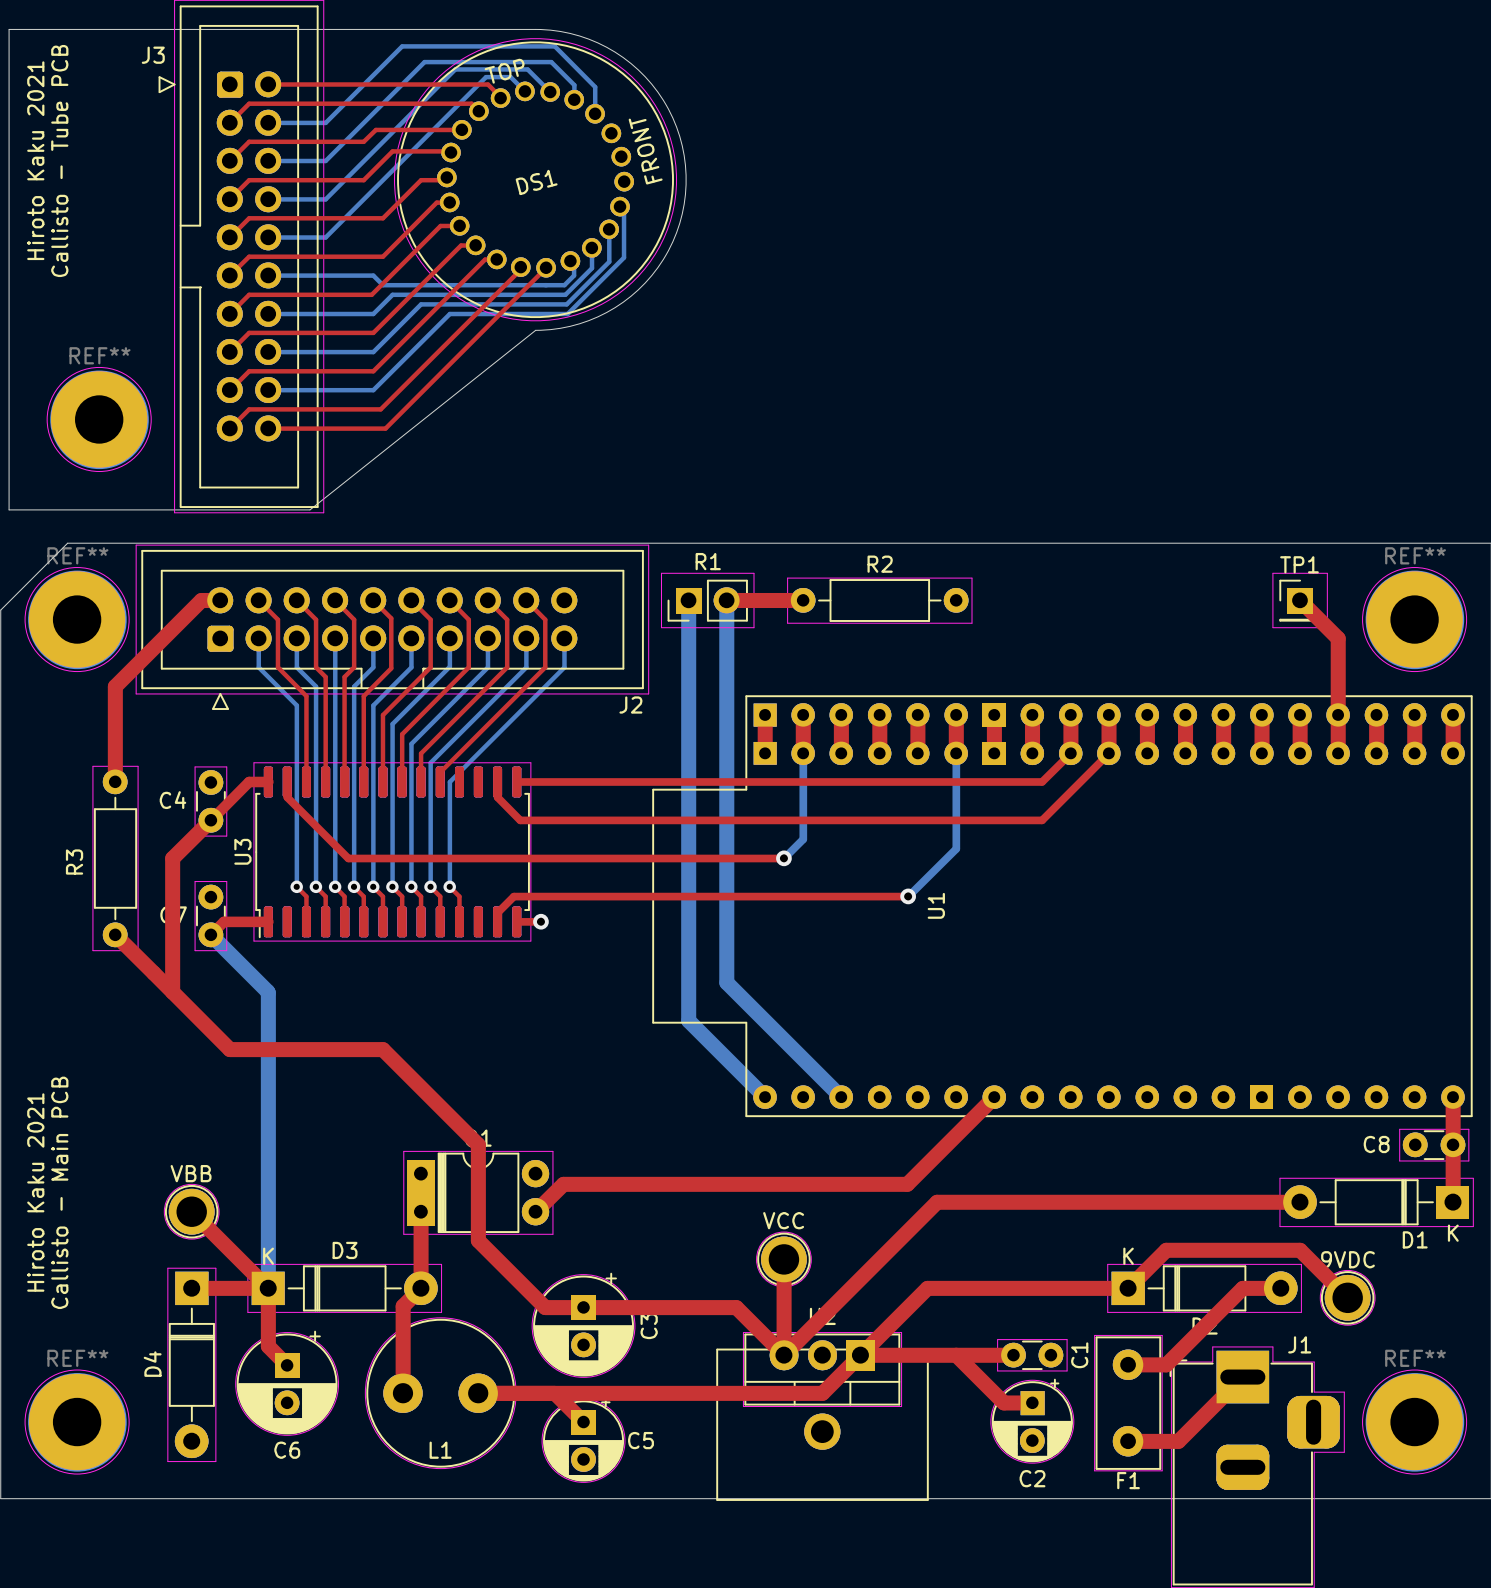 J3
TOP
Hiroto Kaku 2021
Callisto - Tube PCB
FRONT
DS1
REF**
REF**
R1
R2
TP1
REF**
J2
C4
U3
R3
C7
U1
Hiroto Kaku 2021
Callisto - Main PCB
C8
VBB
VCC
D1
K
K
D3
K
9VDC
+
+
C3
J1
D4
REF**
C1
REF**
+
+
C6
L1
C5
C2
F1